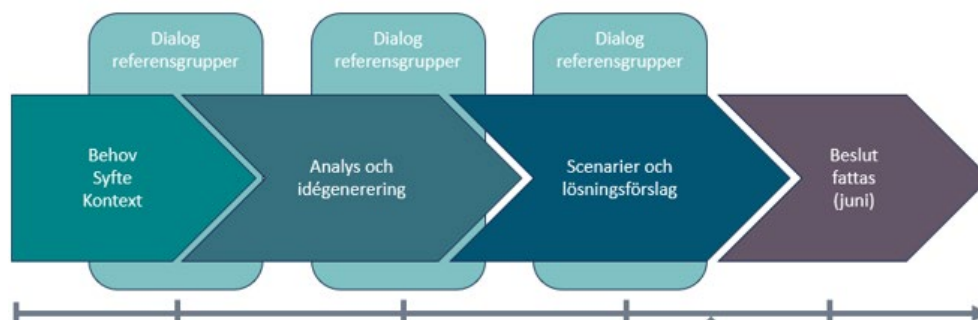 Dialog
referensgrupper
Dialog
referensgrupper
Dialog
referensgrupper
Behov
Syfte
Kontext
Analys och
idégenerering
Scenarier och
lösningsförslag
Beslut
fattas
(juni)